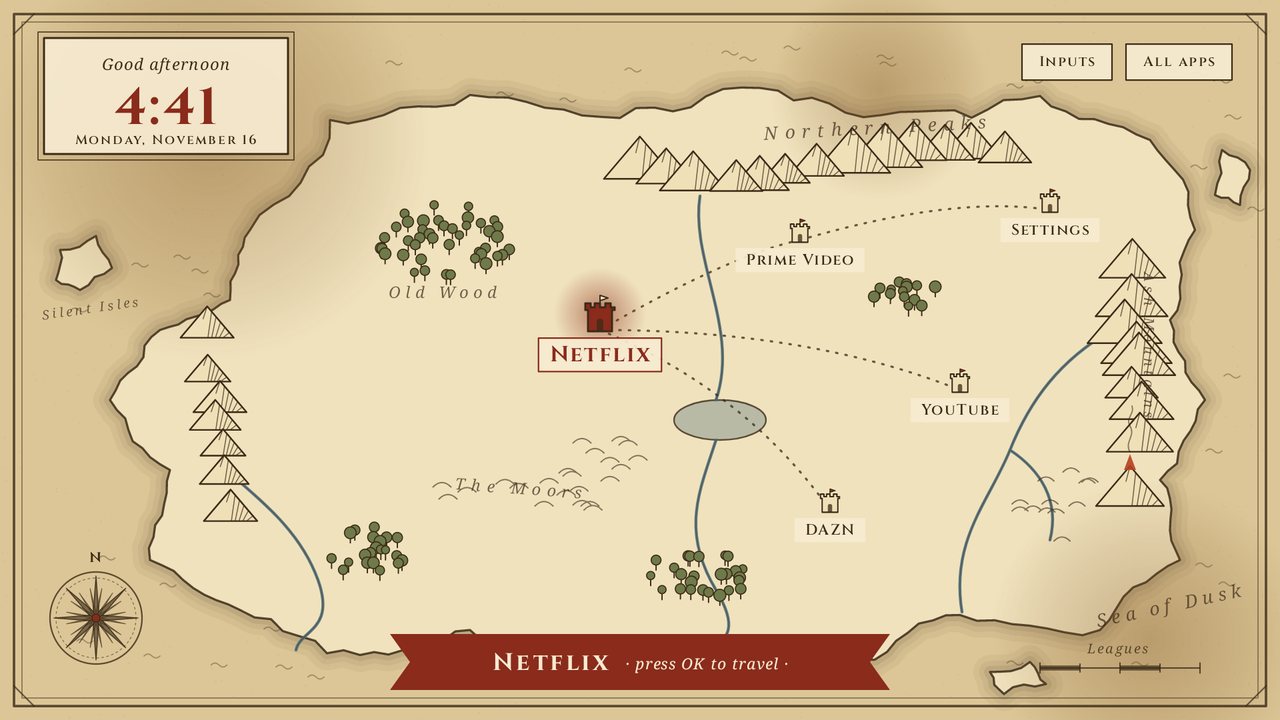 Good afternoon
4:41
Monday, November 16
Inputs
All apps
Northern Peaks
Settings
Prime Video
Old Wood
Silent Isles
Netflix
YouTube
The Moors
DAZN
N
Sea of Dusk
Leagues
Netflix · press OK to travel ·